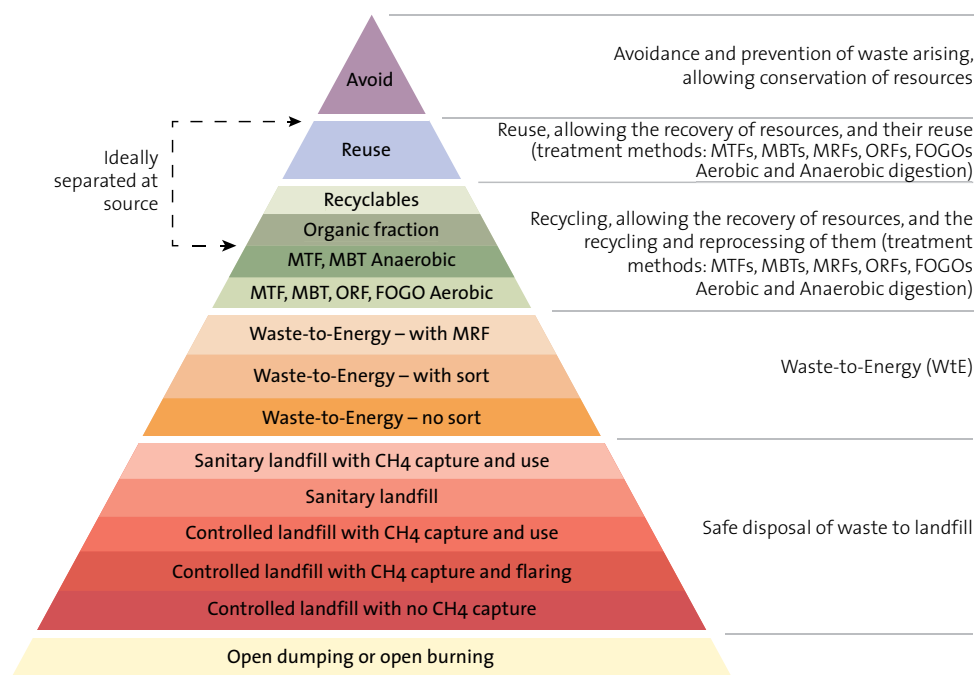 Avoid
Avoidance and prevention of waste arising,
allowing conservation of resources
Ideally
separated at
source
Reuse
Reuse, allowing the recovery of resources, and their reuse
(treatment methods: MTFs, MBTs, MRFs, ORFs, FOGOs
Aerobic and Anaerobic digestion)
Recyclables
Organic fraction
MTF, MBT Anaerobic
MTF, MBT, ORF, FOGO Aerobic
Recycling, allowing the recovery of resources, and the
recycling and reprocessing of them (treatment
methods: MTFs, MBTs, MRFs, ORFs, FOGOs
Aerobic and Anaerobic digestion)
Waste-to-Energy – with MRF
Waste-to-Energy – with sort
Waste-to-Energy – no sort
Waste-to-Energy (WtE)
Sanitary landfill with CH4 capture and use
Sanitary landfill
Controlled landfill with CH4 capture and use
Controlled landfill with CH4 capture and flaring
Controlled landfill with no CH4 capture
Safe disposal of waste to landfill
Open dumping or open burning